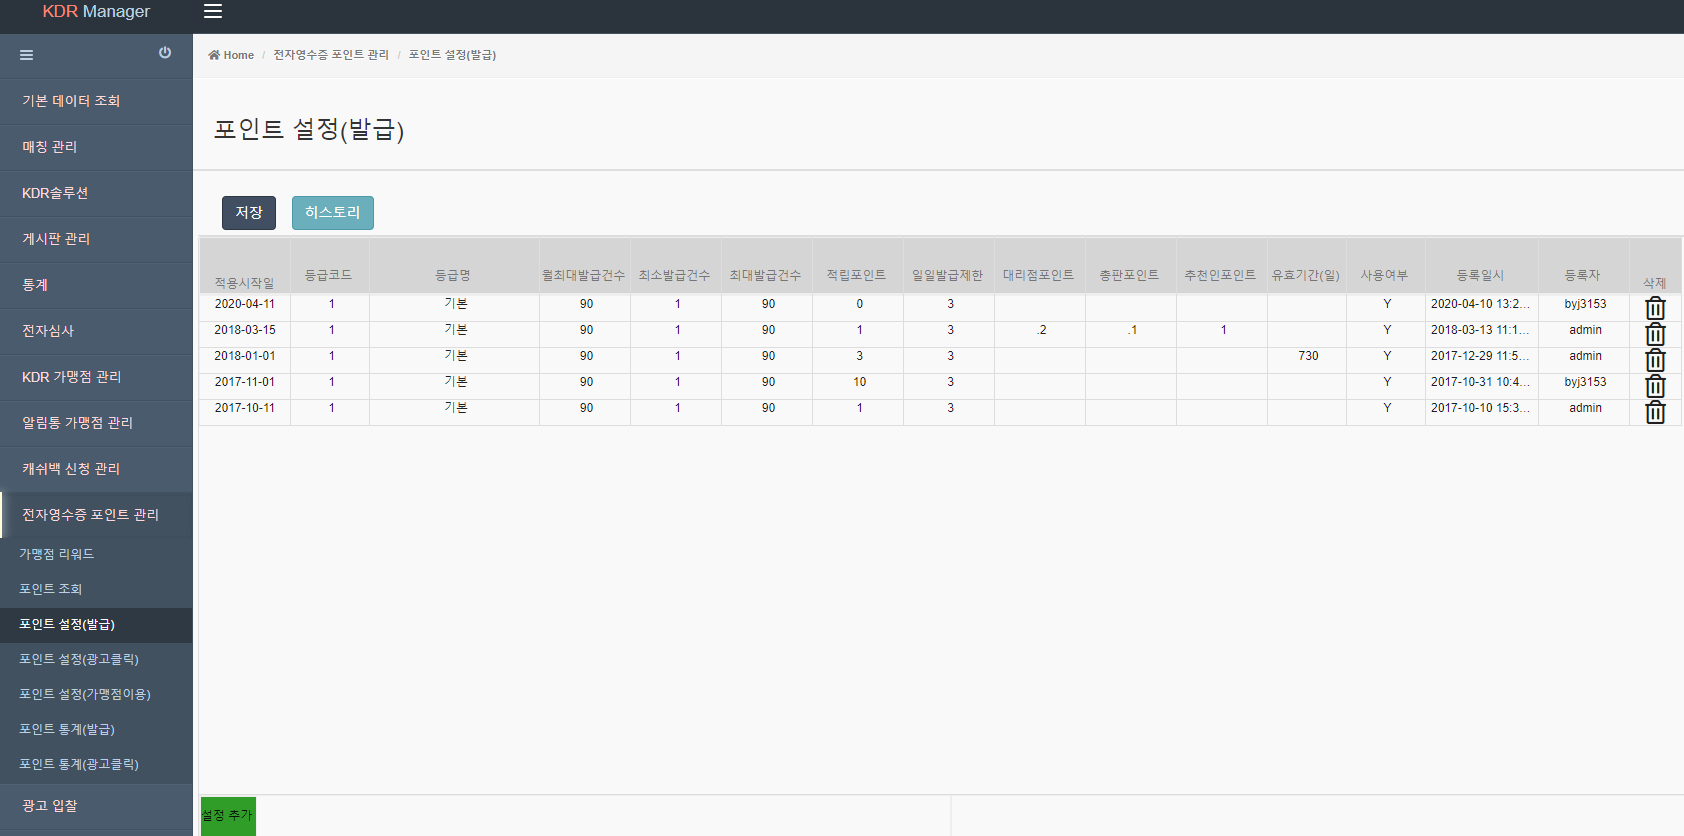 KDR Manager
Home / 전자영수증 포인트 관리 / 포인트 설정(발급)
기본 데이터 조회
매칭 관리
KDR솔루션
게시판 관리
통계
전자심사
KDR 가맹점 관리
알림통 가맹점 관리
캐쉬백 신청 관리
전자영수증 포인트 관리
가맹점 리워드
포인트 조회
포인트 설정(발급)
포인트 설정(광고클릭)
포인트 설정(가맹점이용)
포인트 통계(발급)
포인트 통계(광고클릭)
광고 입찰
포인트 설정(발급)
저장 히스토리
적용시작일 등급코드 등급명 월최대발급건수 최소발급건수 최대발급건수 적립포인트 일일발급제한 대리점포인트 총판포인트 추천인포인트 유효기간(일) 사용여부 등록일시 등록자 삭제
2020-04-11 1 기본 90 1 90 0 3 Y 2020-04-10 13:2... byj3153
2018-03-15 1 기본 90 1 90 1 3 .2 .1 1 Y 2018-03-13 11:1... admin
2018-01-01 1 기본 90 1 90 3 3 730 Y 2017-12-29 11:5... admin
2017-11-01 1 기본 90 1 90 10 3 Y 2017-10-31 10:4... byj3153
2017-10-11 1 기본 90 1 90 1 3 Y 2017-10-10 15:3... admin
설정 추가